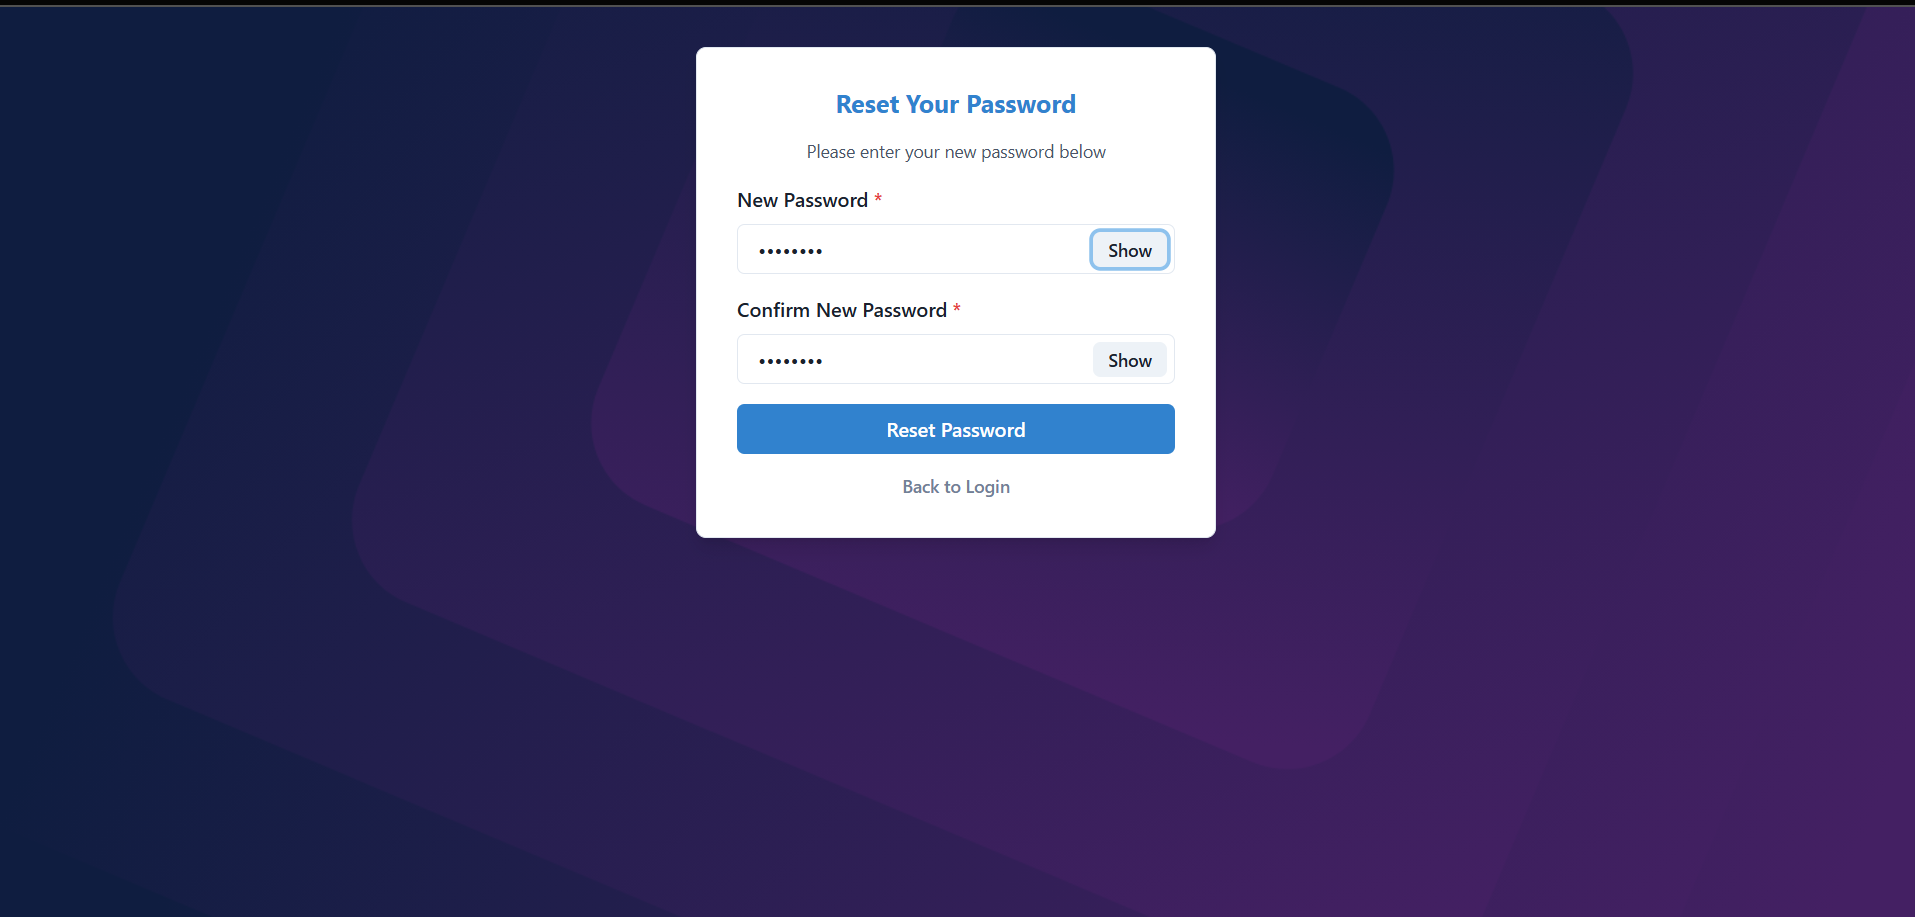 Reset Your Password
Please enter your new password below
New Password *
•••••••• Show
Confirm New Password *
•••••••• Show
Reset Password
Back to Login